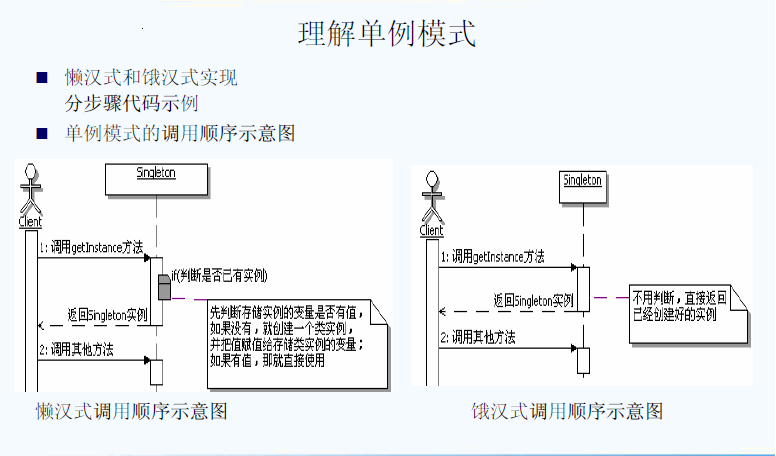 理解单例模式
懒汉式和饿汉式实现
分步骤代码示例
单例模式的调用顺序示意图
Singleton
Client
1: 调用getInstance方法
if(判断是否已有实例)
先判断存储实例的变量是否有值，
如果没有，就创建一个类实例，
并把值赋值给存储类实例的变量；
如果有值，那就直接使用
返回Singleton实例
2: 调用其他方法
懒汉式调用顺序示意图
Singleton
Client
1: 调用getInstance方法
不用判断，直接返回
已经创建好的实例
返回Singleton实例
2: 调用其他方法
饿汉式调用顺序示意图